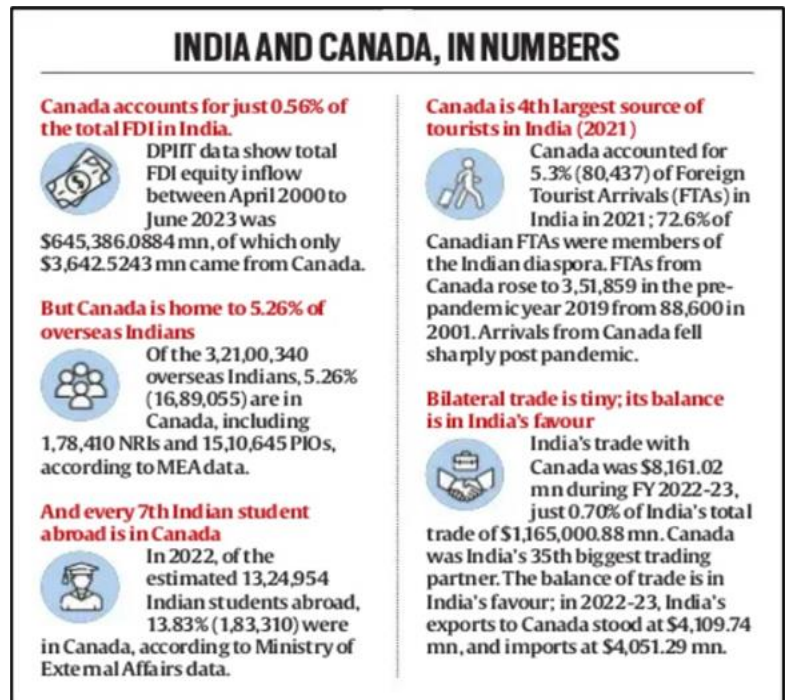 INDIA AND CANADA, IN NUMBERS
Canada accounts for just 0.56% of
the total FDI in India.
DPIIT data show total
FDI equity inflow
between April 2000 to
June 2023 was
$645,386.0884 mn, of which only
$3,642.5243 mn came from Canada.
But Canada is home to 5.26% of
overseas Indians
Of the 3,21,00,340
overseas Indians, 5.26%
(16,89,055) are in
Canada, including
1,78,410 NRIs and 15,10,645 PIOs,
according to MEA data.
And every 7th Indian student
abroad is in Canada
In 2022, of the
estimated 13,24,954
Indian students abroad,
13.83% (1,83,310) were
in Canada, according to Ministry of
External Affairs data.
Canada is 4th largest source of
tourists in India (2021)
Canada accounted for
5.3% (80,437) of Foreign
Tourist Arrivals (FTAs) in
India in 2021; 72.6% of
Canadian FTAs were members of
the Indian diaspora. FTAs from
Canada rose to 3,51,859 in the pre-
pandemic year 2019 from 88,600 in
2001. Arrivals from Canada fell
sharply post pandemic.
Bilateral trade is tiny; its balance
is in India's favour
India's trade with
Canada was $8,161.02
mn during FY 2022-23,
just 0.70% of India's total
trade of $1,165,000.88 mn. Canada
was India's 35th biggest trading
partner. The balance of trade is in
India's favour; in 2022-23, India's
exports to Canada stood at $4,109.74
mn, and imports at $4,051.29 mn.